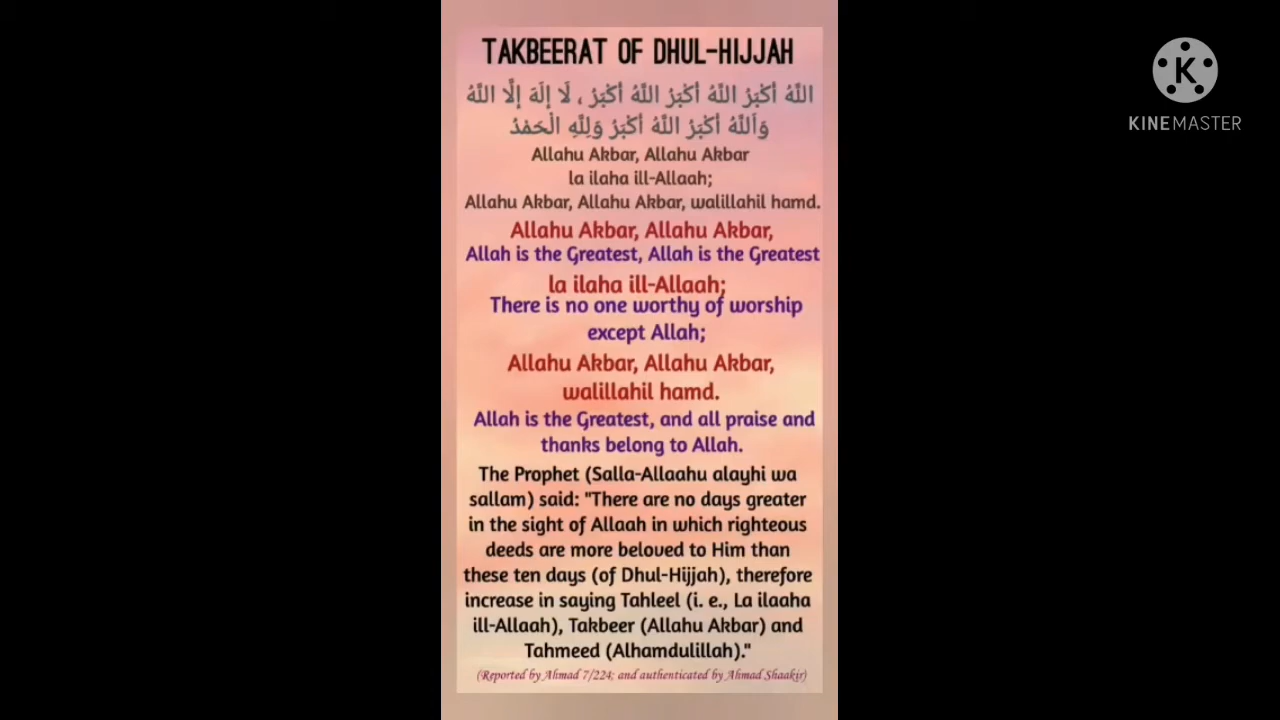 TAKBEERAT OF DHUL-HIJJAH
اللَّهُ أَكْبَرُ اللَّهُ أَكْبَرُ اللَّهُ أَكْبَرُ ، لَا إِلَهَ إِلَّا اللَّهُ
وَاَللَّهُ أَكْبَرُ اللَّهُ أَكْبَرُ وَلِلَّهِ الْحَمْدُ
Allahu Akbar, Allahu Akbar
la ilaha ill-Allaah;
Allahu Akbar, Allahu Akbar, walillahil hamd.
Allahu Akbar, Allahu Akbar,
Allah is the Greatest, Allah is the Greatest
la ilaha ill-Allaah;
There is no one worthy of worship
except Allah;
Allahu Akbar, Allahu Akbar,
walillahil hamd.
Allah is the Greatest, and all praise and
thanks belong to Allah.
The Prophet (Salla-Allaahu alayhi wa
sallam) said: "There are no days greater
in the sight of Allaah in which righteous
deeds are more beloved to Him than
these ten days (of Dhul-Hijjah), therefore
increase in saying Tahleel (i. e., La ilaaha
ill-Allaah), Takbeer (Allahu Akbar) and
Tahmeed (Alhamdulillah)."
(Reported by Ahmad 7/224; and authenticated by Ahmad Shaakir)
K
KINEMASTER